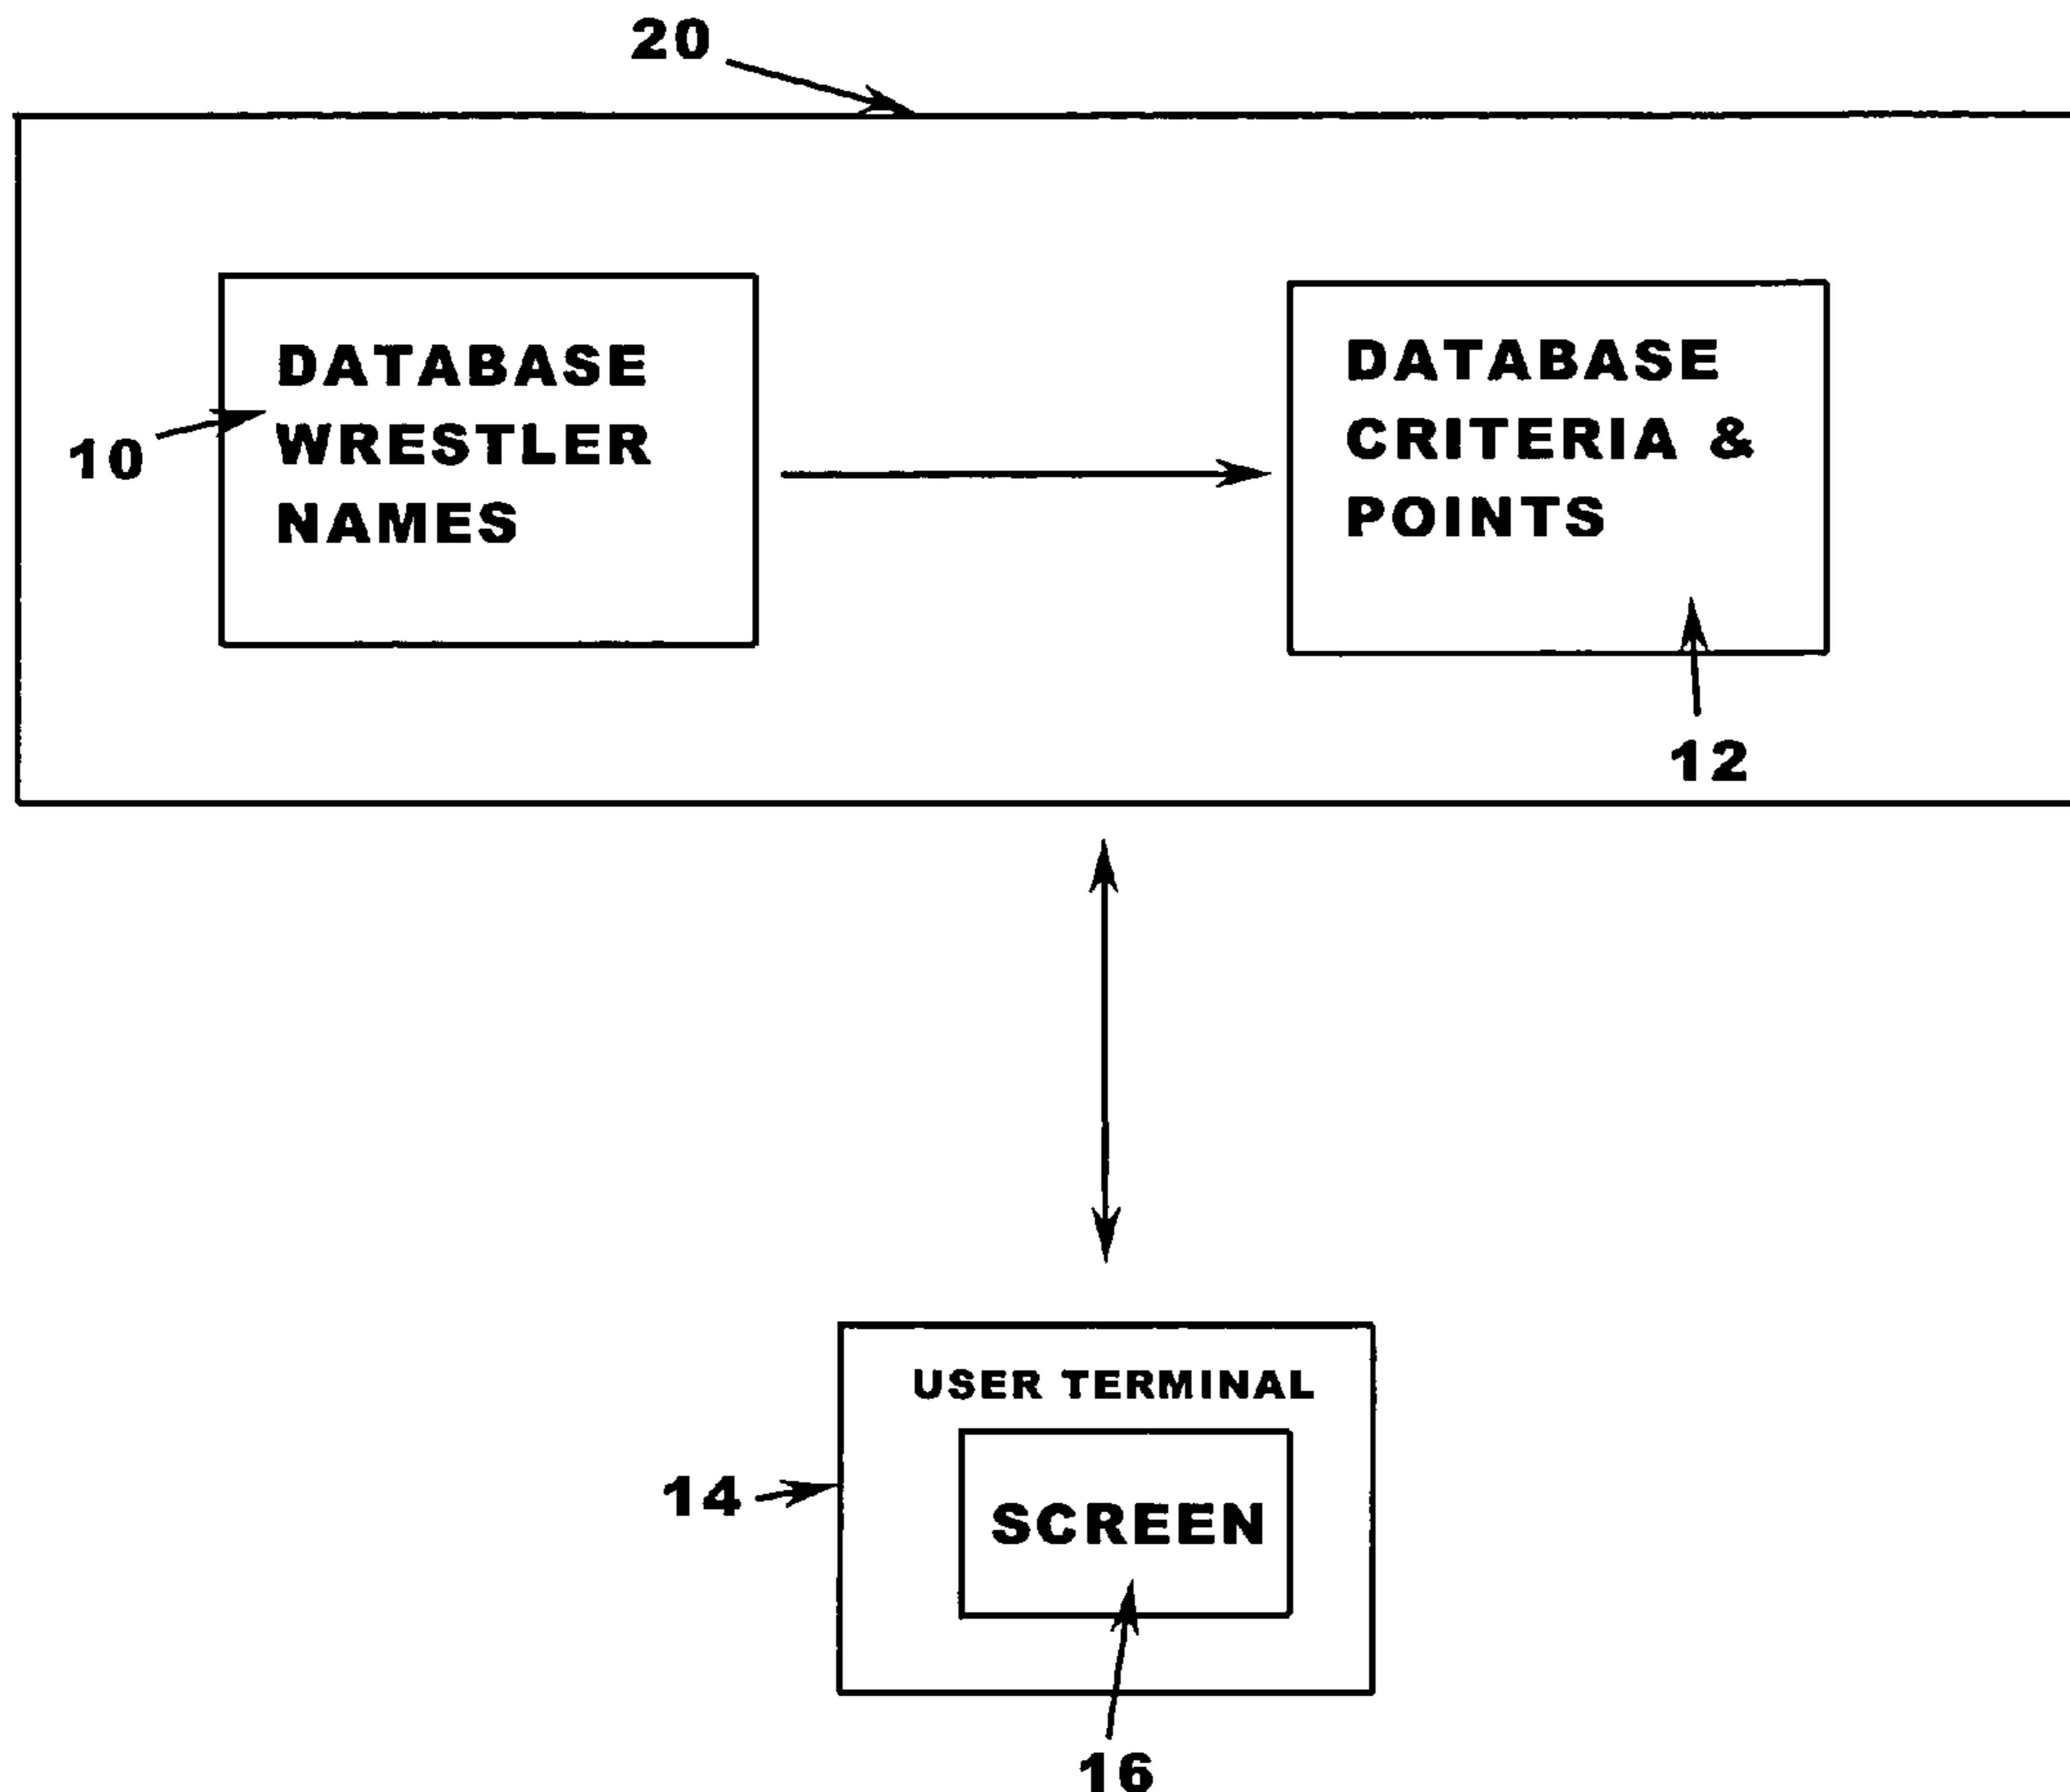 20
DATABASE
WRESTLER
NAMES
10
DATABASE
CRITERIA &
POINTS
12
USER TERMINAL
14
SCREEN
16